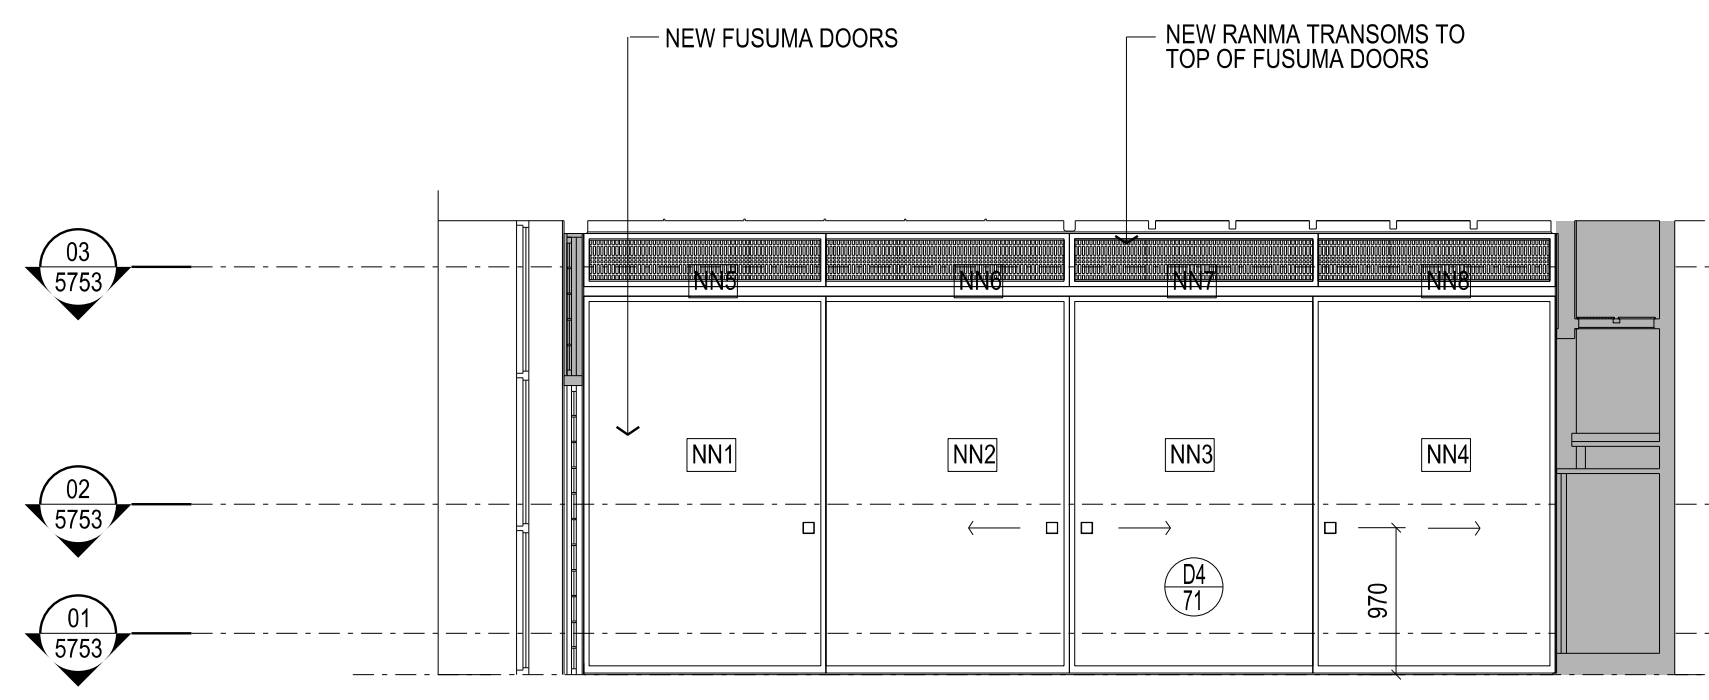 NEW FUSUMA DOORS
NEW RANMA TRANSOMS TO
TOP OF FUSUMA DOORS
03
5753
NN5
NN6
NN7
NN8
NN1
NN2
NN3
NN4
02
5753
D4
71
970
01
5753